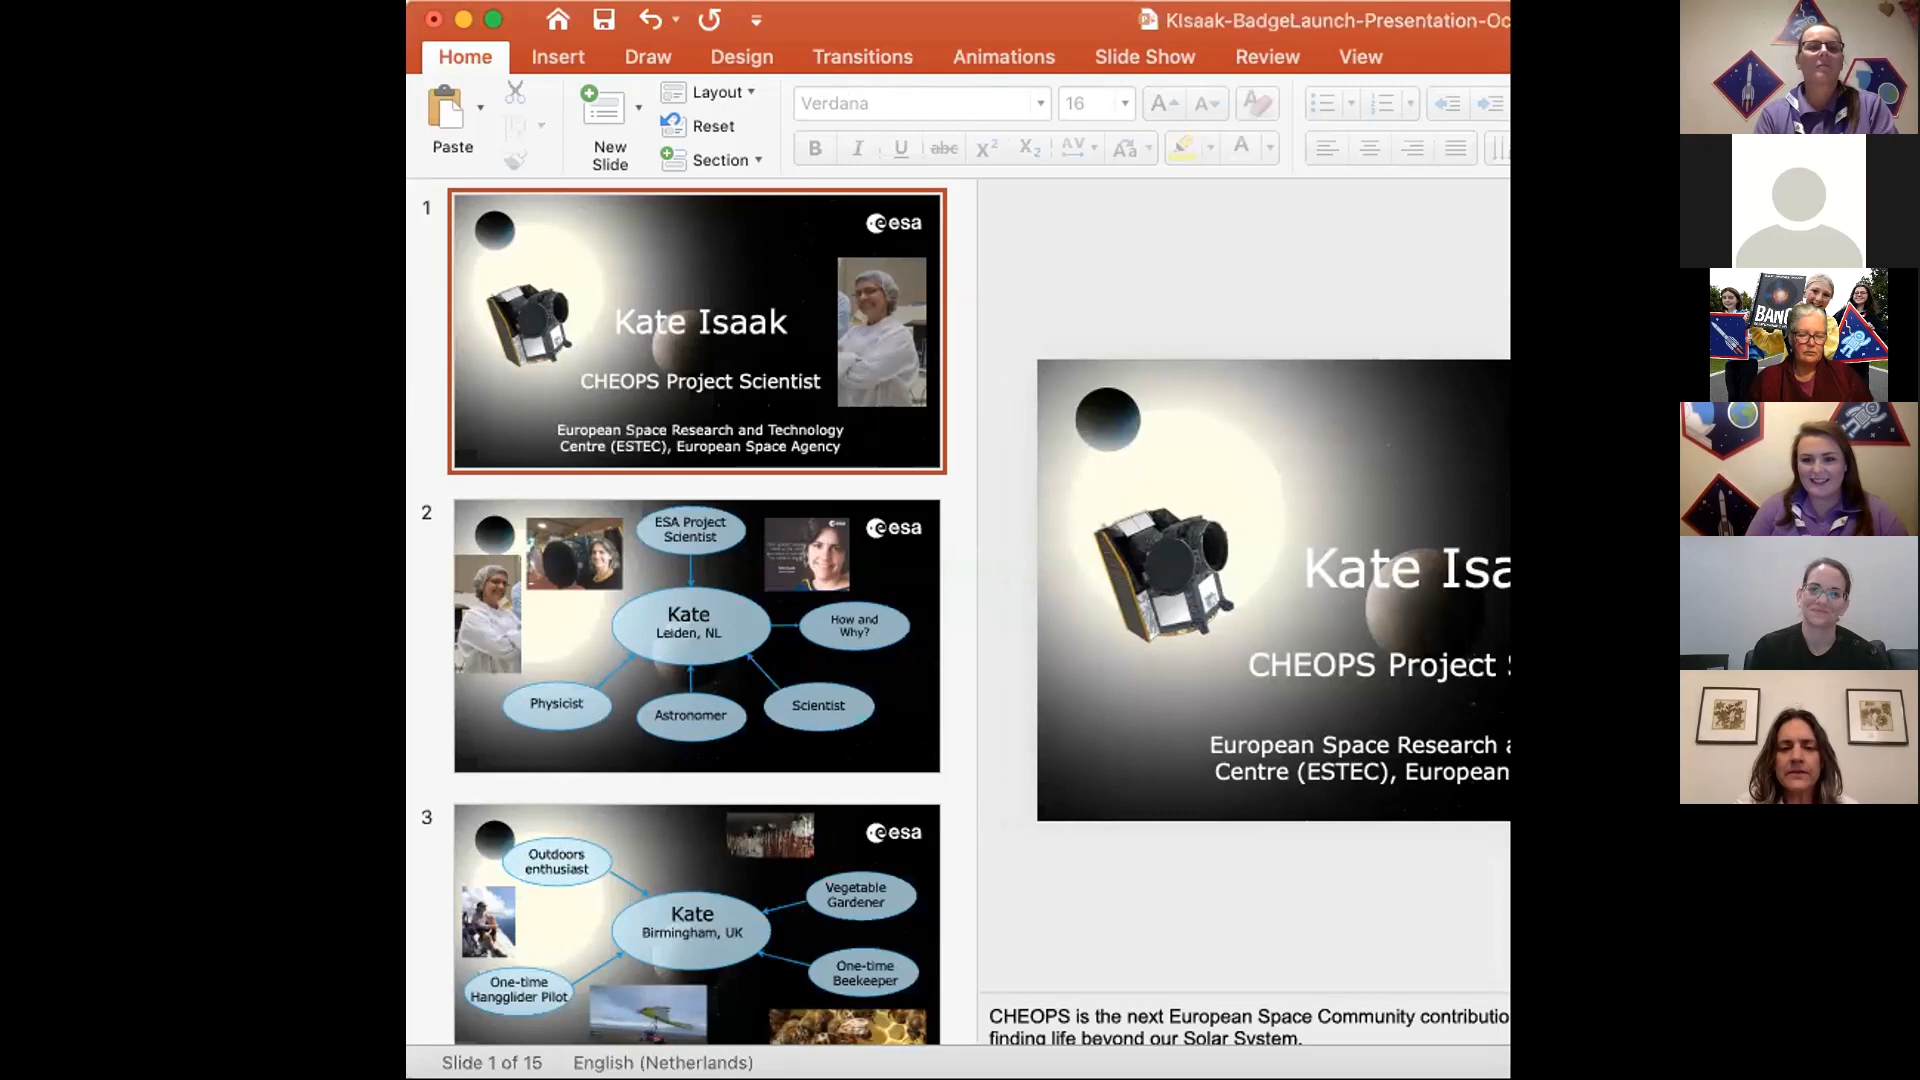 KIsaak-BadgeLaunch-Presentation-Oc
Home Insert Draw Design Transitions Animations Slide Show Review View
Paste
New
Slide
Layout
Reset
Section
Verdana
16
1
esa
Kate Isaak
CHEOPS Project Scientist
European Space Research and Technology
Centre (ESTEC), European Space Agency
2
esa
ESA Project
Scientist
Kate
Leiden, NL
How and
Why?
Physicist
Astronomer
Scientist
3
esa
Outdoors
enthusiast
Kate
Birmingham, UK
Vegetable
Gardener
One-time
Hangglider Pilot
One-time
Beekeeper
Kate Isa
CHEOPS Project
European Space Research a
Centre (ESTEC), European
CHEOPS is the next European Space Community contributio
finding life beyond our Solar System.
Slide 1 of 15
English (Netherlands)
BANG